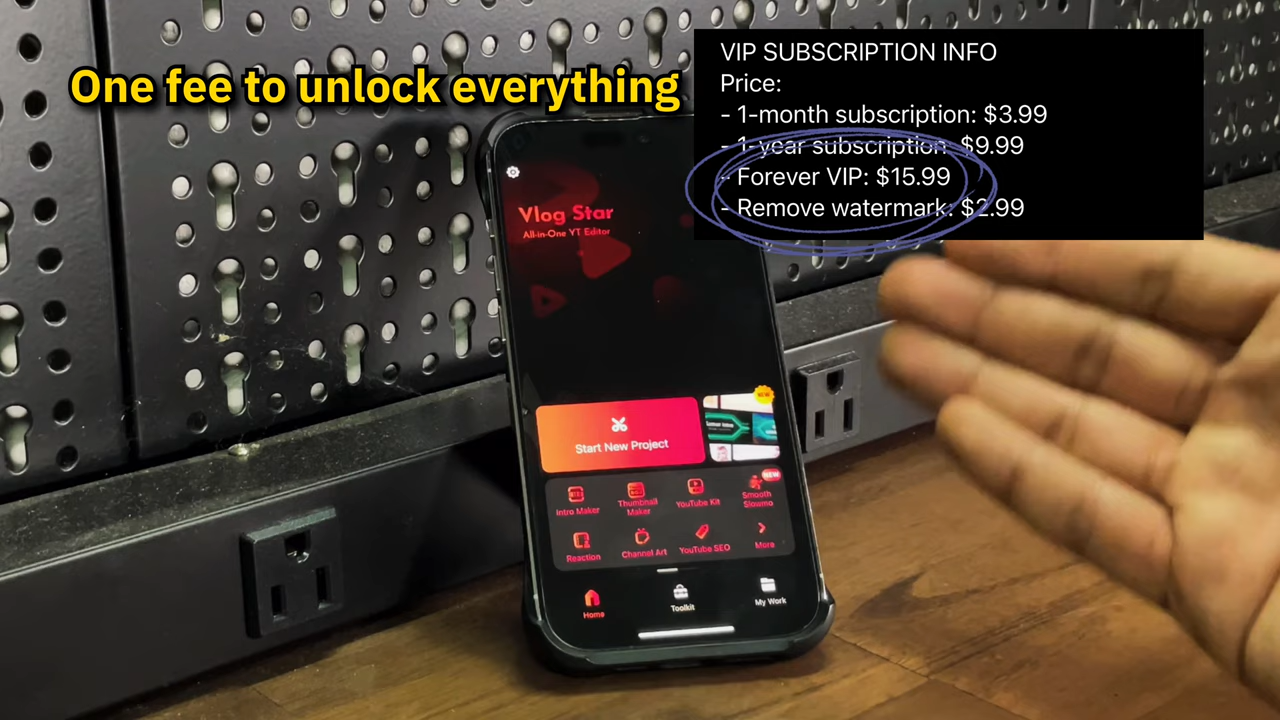 One fee to unlock everything
VIP SUBSCRIPTION INFO
Price:
- 1-month subscription: $3.99
- 1-year subscription: $9.99
- Forever VIP: $15.99
- Remove watermark: $2.99
Vlog Star
All-in-One YT Editor
NEW
Start New Project
NEW
Intro Maker
Thumbnail
Maker
YouTube Kit
Smooth
Slowmo
Reaction
Channel Art
YouTube SEO
More
Home
Toolkit
My Work